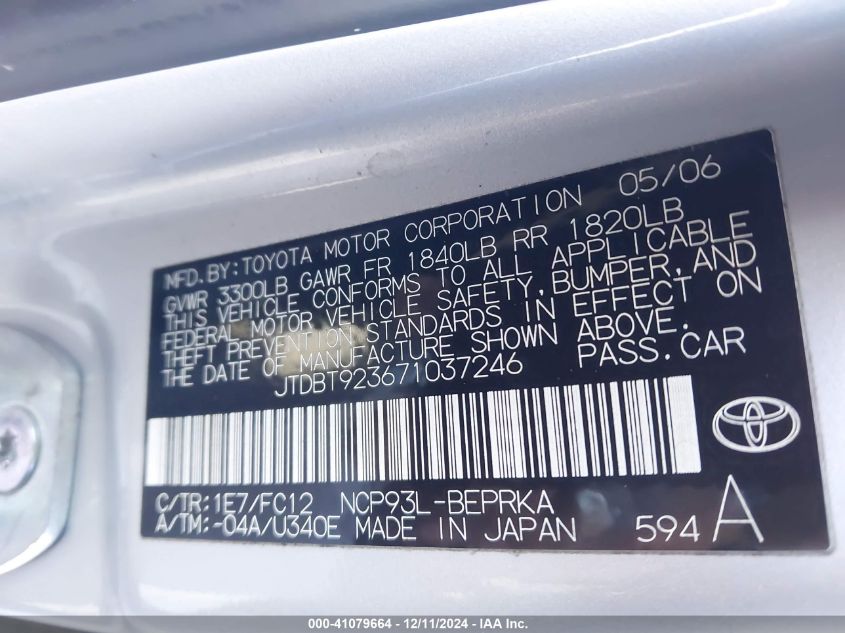 MFD. BY: TOYOTA MOTOR CORPORATION 05/06
GVWR 3300LB GAWR FR 1840LB RR 1820LB
THIS VEHICLE CONFORMS TO ALL APPLICABLE
FEDERAL MOTOR VEHICLE SAFETY, BUMPER, AND
THEFT PREVENTION STANDARDS IN EFFECT ON
THE DATE OF MANUFACTURE SHOWN ABOVE.
JTDBT923671037246 PASS. CAR
C/TR: 1E7/FC12 NCP93L-BEPRKA
A/TM: -04A/U340E MADE IN JAPAN 594 A
000-41079664 - 12/11/2024 - IAA Inc.